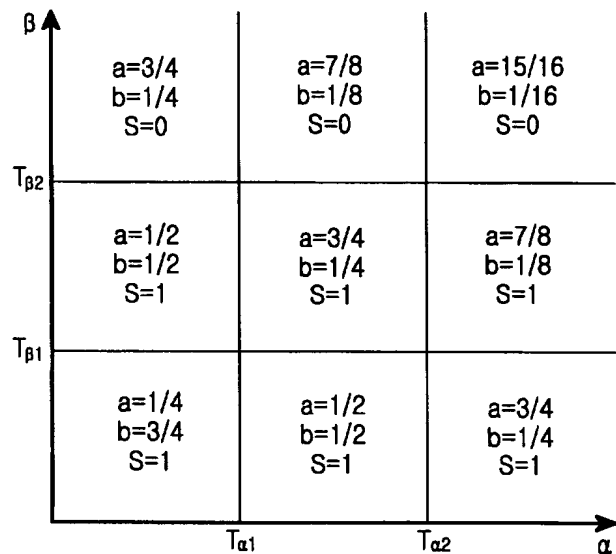 β
a=3/4
b=1/4
S=0
a=7/8
b=1/8
S=0
a=15/16
b=1/16
S=0
Tβ2
a=1/2
b=1/2
S=1
a=3/4
b=1/4
S=1
a=7/8
b=1/8
S=1
Tβ1
a=1/4
b=3/4
S=1
a=1/2
b=1/2
S=1
a=3/4
b=1/4
S=1
Tα1
Tα2
α